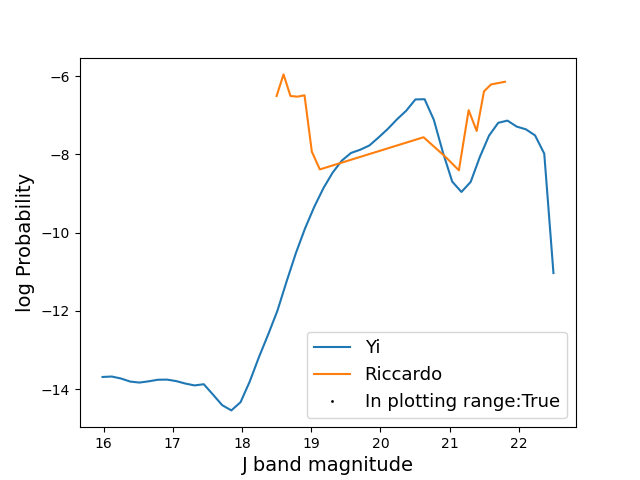 −6
−8
−10
−12
−14
log Probability
Yi
Riccardo
In plotting range:True
16 17 18 19 20 21 22
J band magnitude